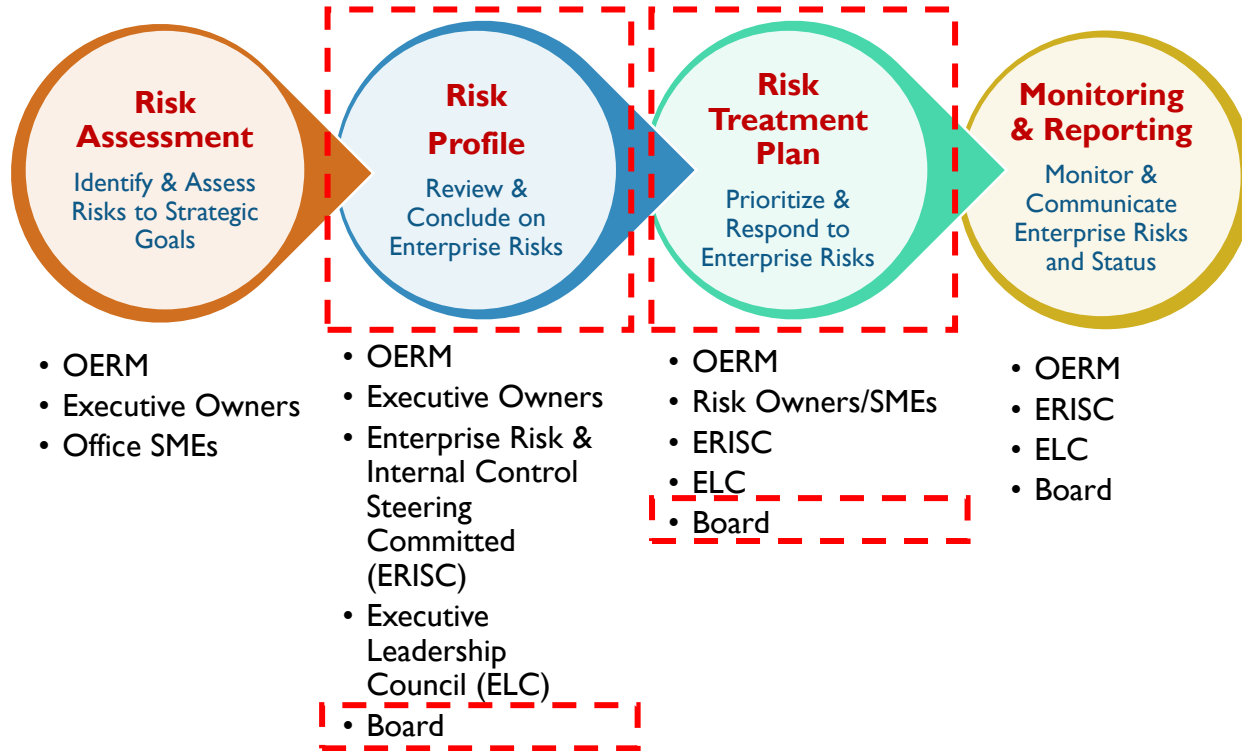 Risk
Assessment
Identify & Assess
Risks to Strategic
Goals
• OERM
• Executive Owners
• Office SMEs
Risk
Profile
Review &
Conclude on
Enterprise Risks
• OERM
• Executive Owners
• Enterprise Risk &
Internal Control
Steering
Committed
(ERISC)
• Executive
Leadership
Council (ELC)
• Board
Risk
Treatment
Plan
Prioritize &
Respond to
Enterprise Risks
• OERM
• Risk Owners/SMEs
• ERISC
• ELC
• Board
Monitoring
& Reporting
Monitor &
Communicate
Enterprise Risks
and Status
• OERM
• ERISC
• ELC
• Board